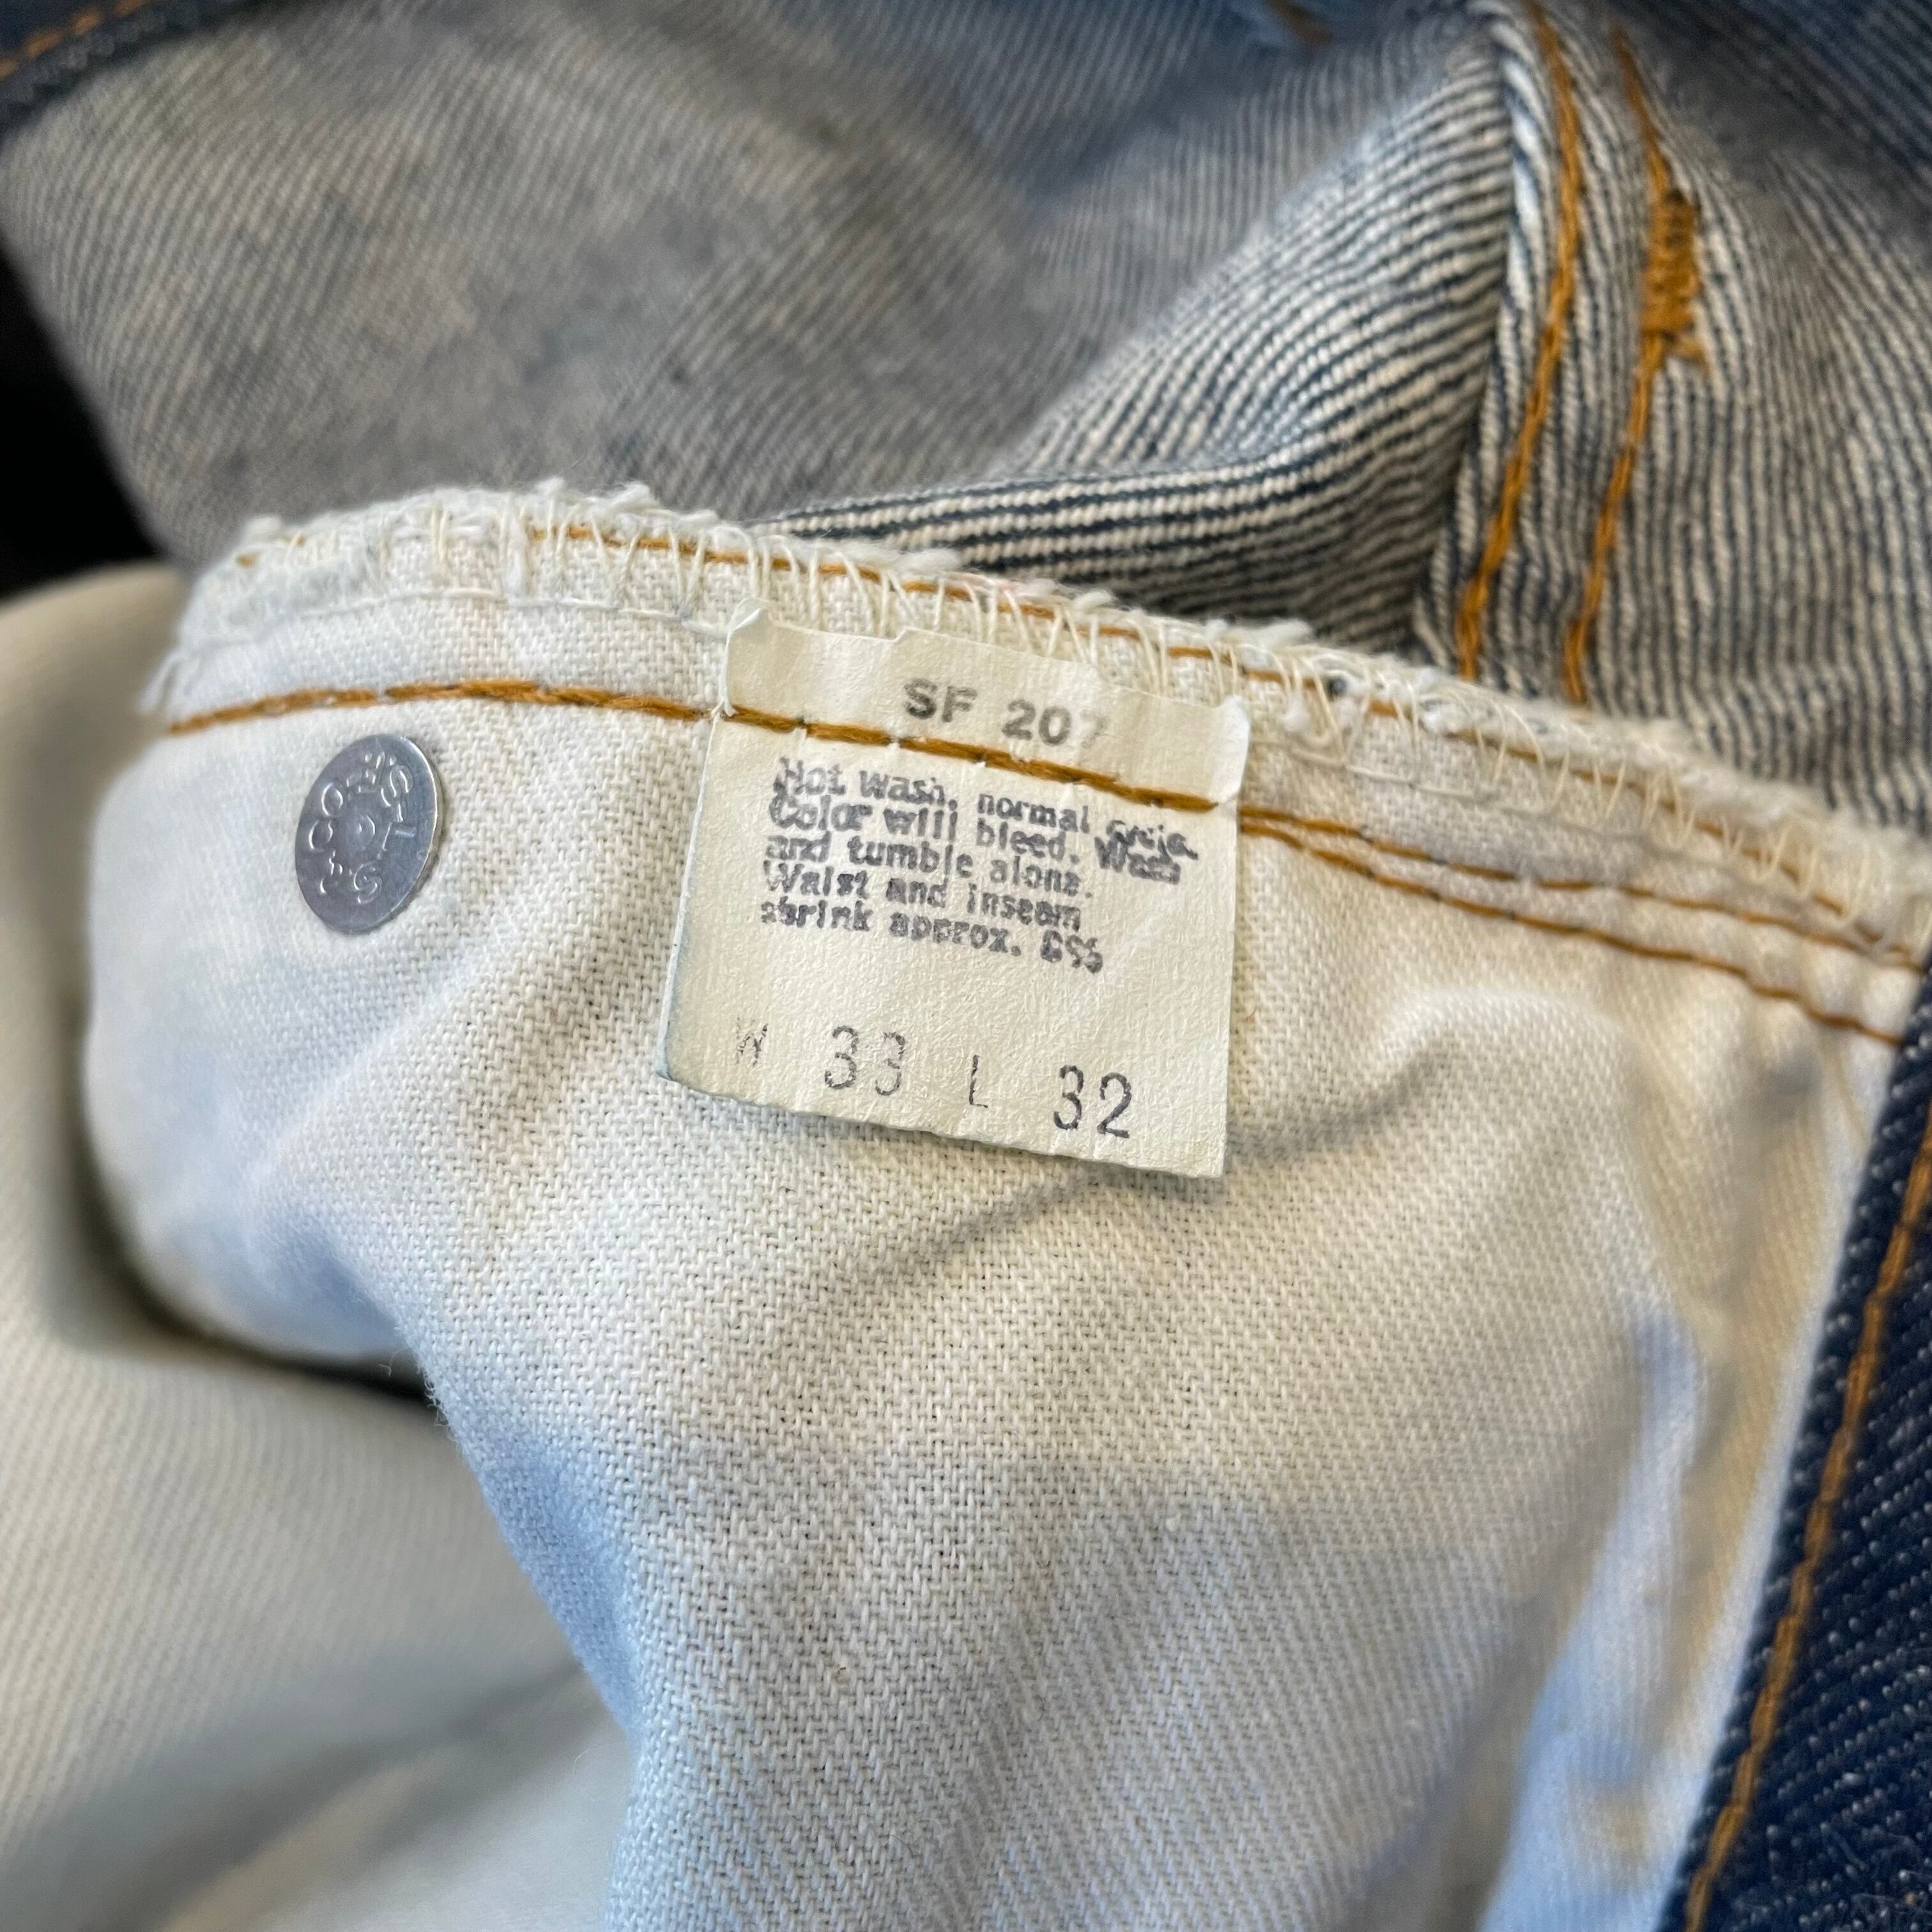 SF 207
Hot wash, normal cycle.
Color will bleed. Wash
and tumble alone.
Waist and inseam
shrink approx.
W 33 L 32
L.S. & CO.